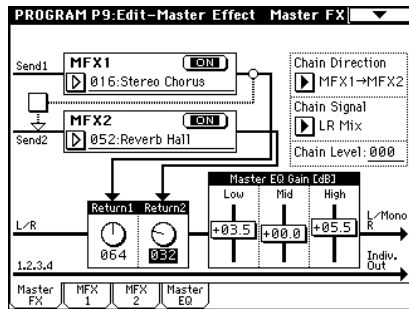 PROGRAM P9:Edit-Master Effect Master FX
Send1
MFX1 ON
016:Stereo Chorus
MFX2 ON
Send2
052:Reverb Hall
Chain Direction
MFX1→MFX2
Chain Signal
LR Mix
Chain Level: 000
Master EQ Gain [dB]
Low Mid High
+03.5 +00.0 +05.5
Return1 Return2
064 032
L/R
L/Mono
R
1.2.3.4
Indiv.
Out
Master FX
MFX 1
MFX 2
Master EQ